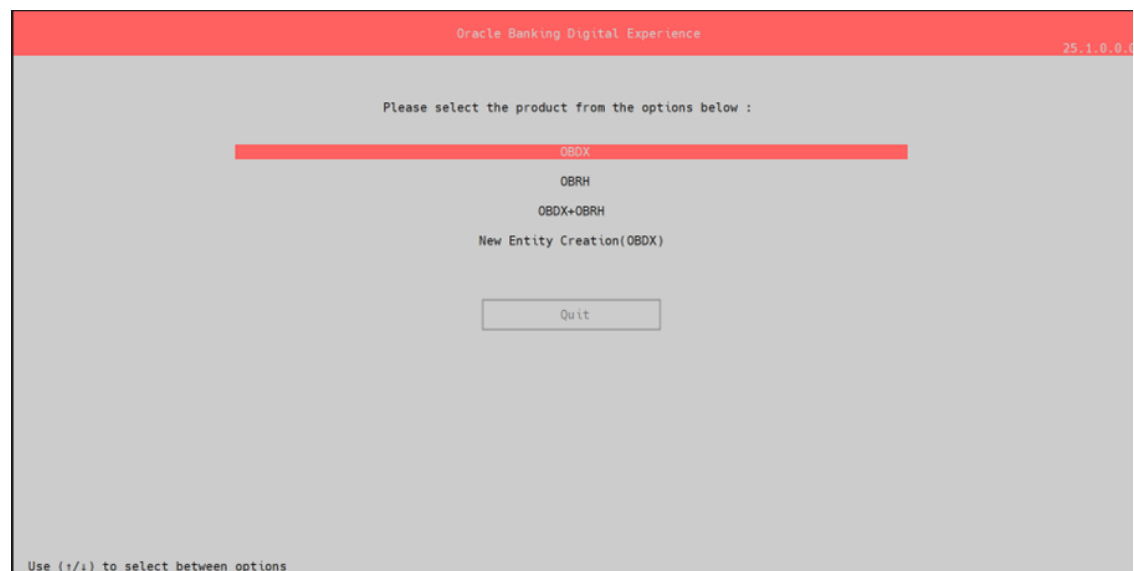 Oracle Banking Digital Experience
25.1.0.0.0
Please select the product from the options below :
OBDX
OBRH
OBDX+OBRH
New Entity Creation(OBDX)
Quit
Use (↑/↓) to select between options